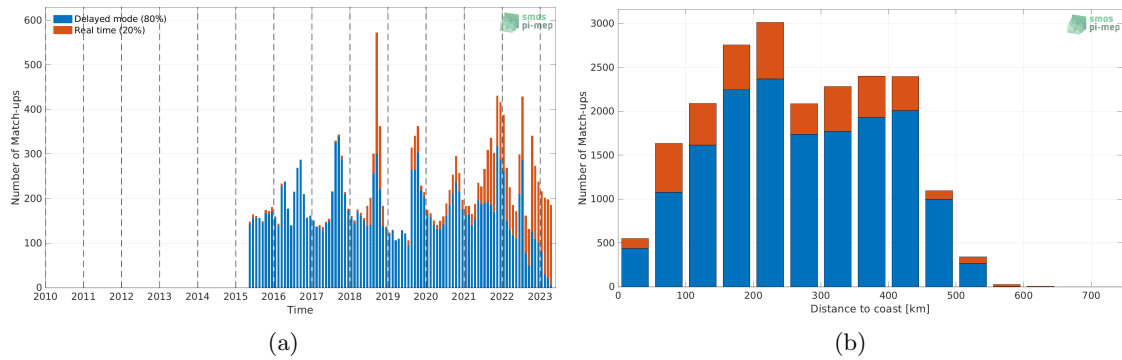 Delayed mode (80%)
Real time (20%)
smos
pi-mep
600
500
400
300
200
100
0
Number of Match-ups
2010 2011 2012 2013 2014 2015 2016 2017 2018 2019 2020 2021 2022 2023
Time
(a)
smos
pi-mep
3000
2500
2000
1500
1000
500
0
Number of Match-ups
0 100 200 300 400 500 600 700
Distance to coast [km]
(b)